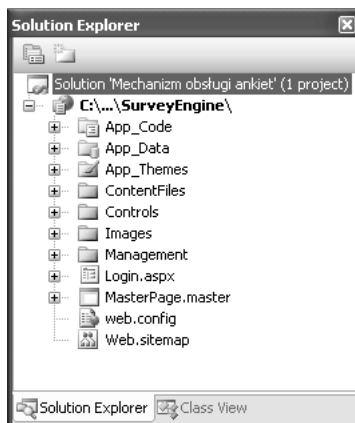 Solution Explorer
Solution 'Mechanizm obsługi ankiet' (1 project)
C:\...\SurveyEngine\
App_Code
App_Data
App_Themes
ContentFiles
Controls
Images
Management
Login.aspx
MasterPage.master
web.config
Web.sitemap
Solution Explorer Class View